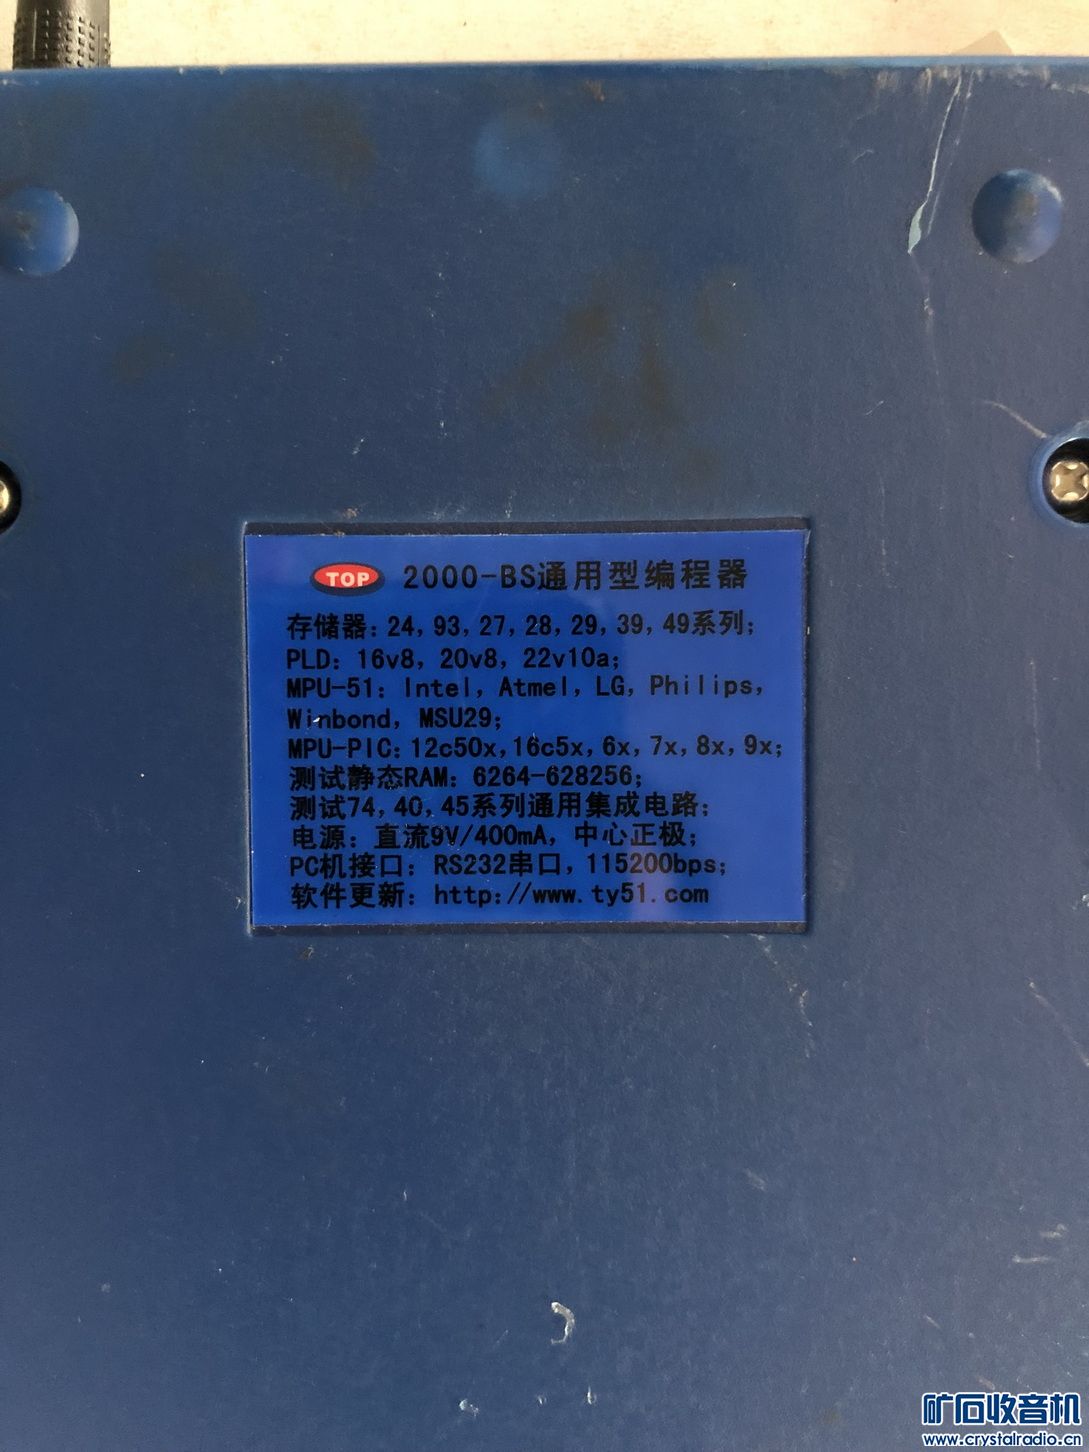 TOP 2000-BS通用型编程器
存储器：24，93，27，28，29，39，49系列；
PLD：16v8，20v8，22v10a；
MPU-51：Intel，Atmel，LG，Philips，
Winbond，MSU29；
MPU-PIC：12c50x,16c5x,6x,7x,8x,9x；
测试静态RAM：6264-628256；
测试74,40,45系列通用集成电路；
电源：直流9V/400mA，中心正极；
PC机接口：RS232串口，115200bps；
软件更新：http://www.ty51.com
矿石收音机
www.crystalradio.cn